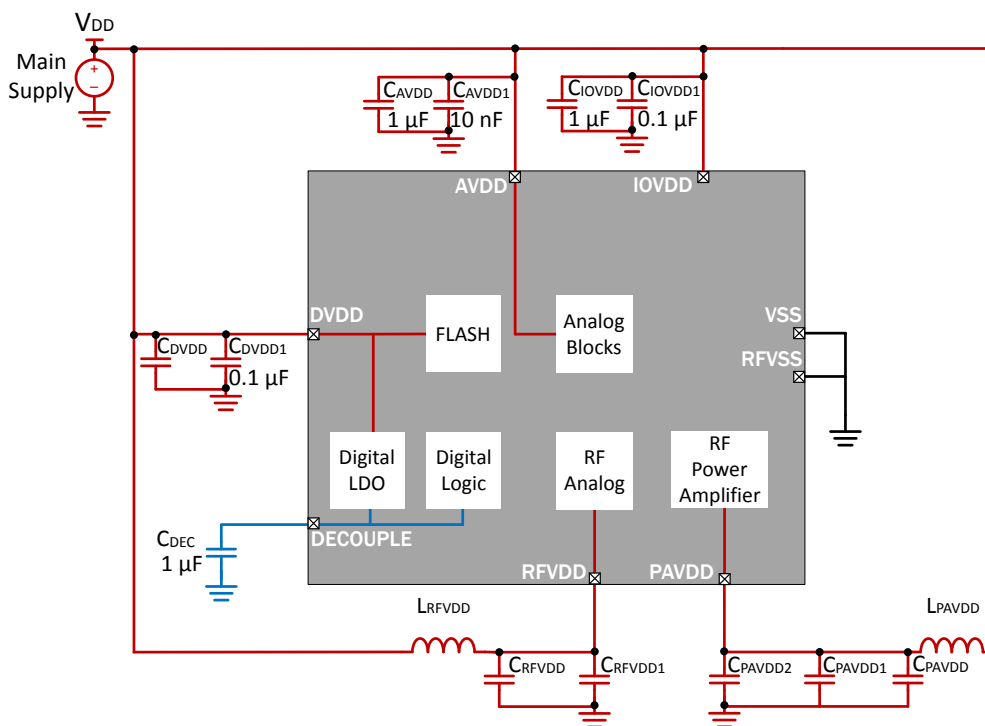 VDD
Main
Supply
+
−
CAVDD
1 µF
CAVDD1
10 nF
CIOVDD
1 µF
CIOVDD1
0.1 µF
AVDD
IOVDD
DVDD
FLASH
Analog
Blocks
VSS
RFVSS
CDVDD
CDVDD1
0.1 µF
Digital
LDO
Digital
Logic
RF
Analog
RF
Power
Amplifier
CDEC
1 µF
DECOUPLE
RFVDD
PAVDD
LRFVDD
LPAVDD
CRFVDD
CRFVDD1
CPAVDD2
CPAVDD1
CPAVDD